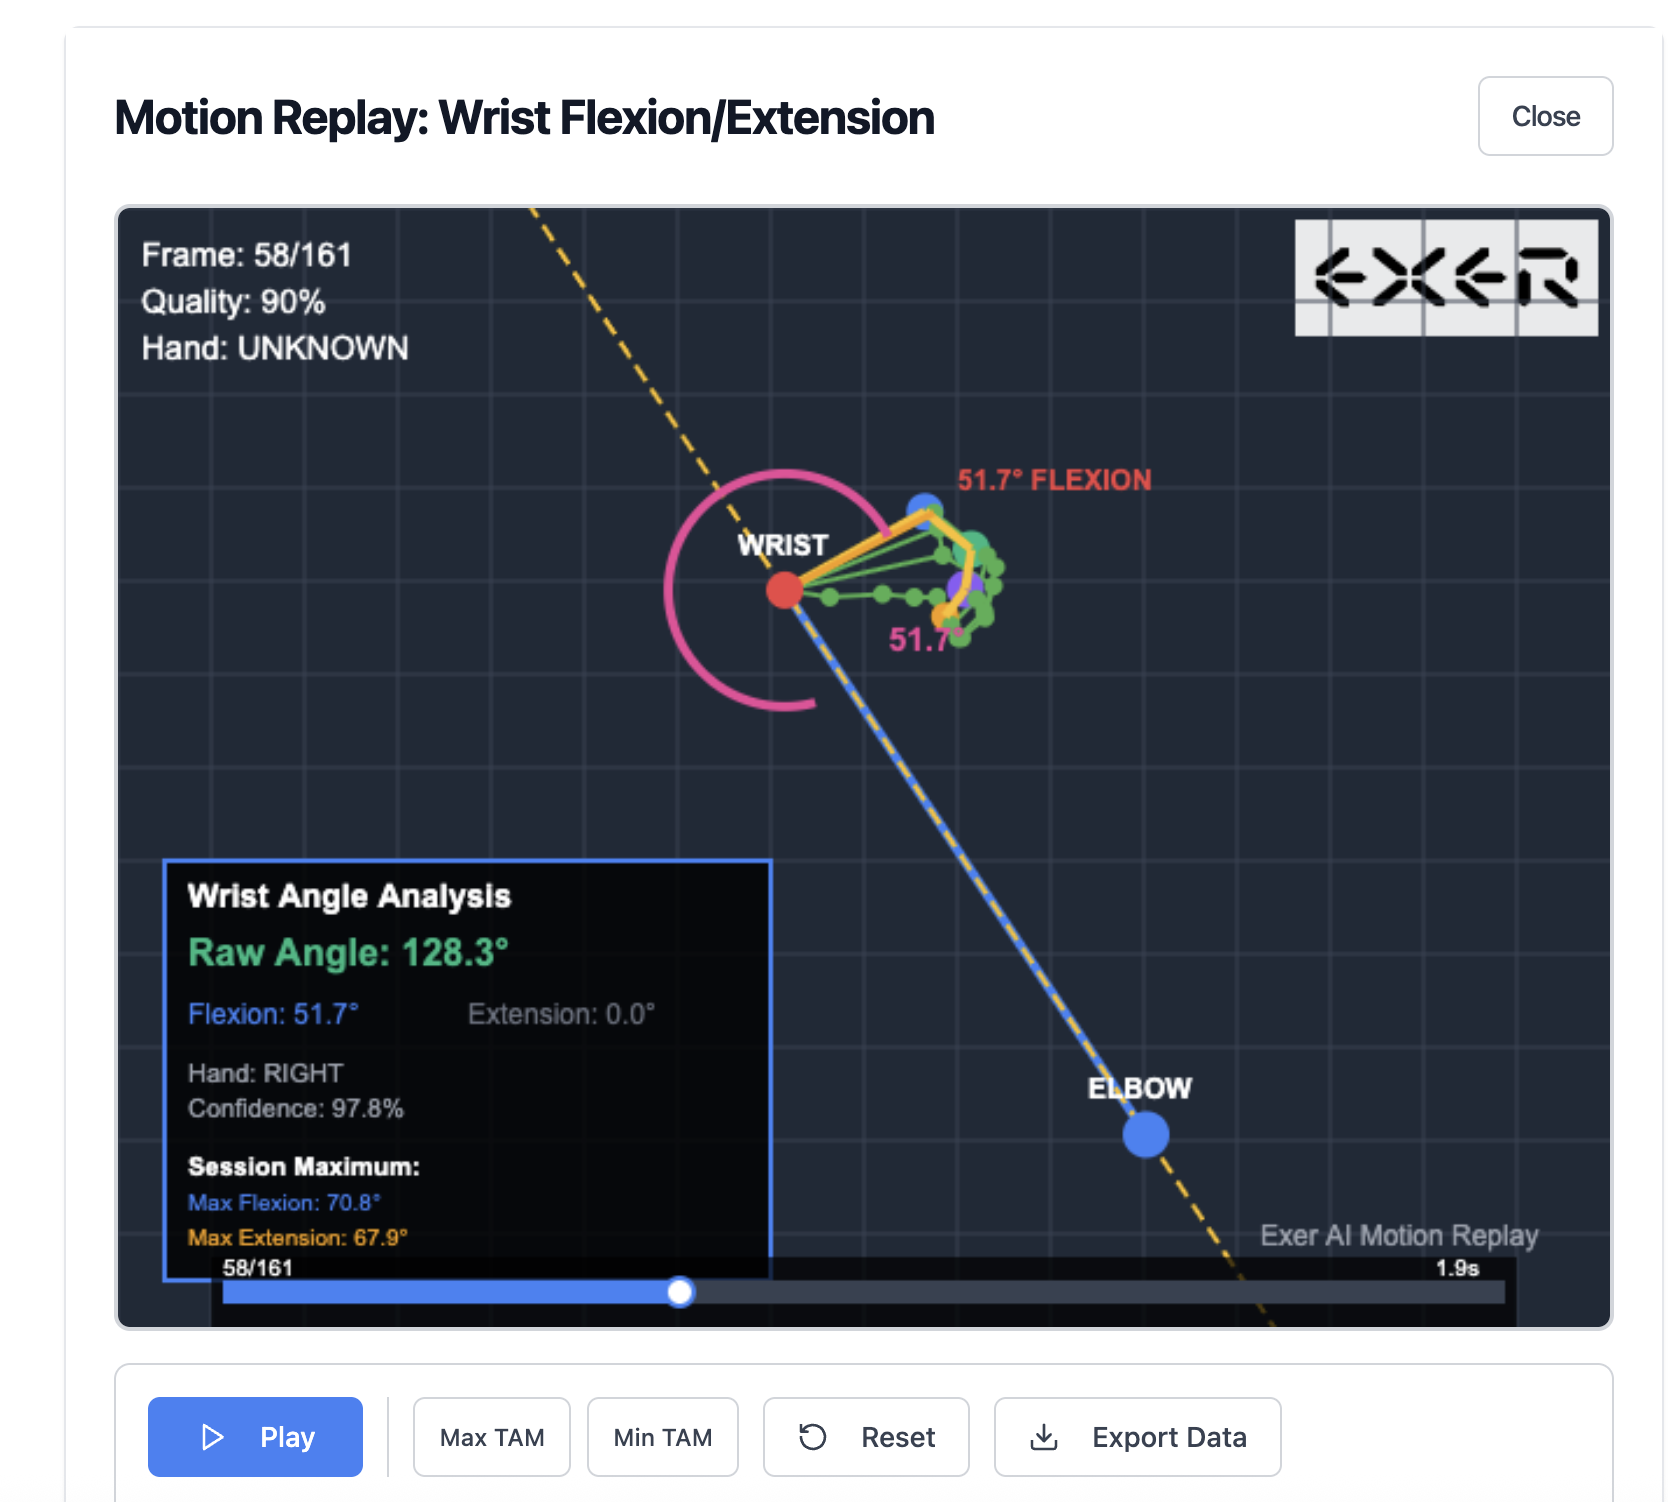 Motion Replay: Wrist Flexion/Extension
Close
Frame: 58/161
Quality: 90%
Hand: UNKNOWN
EXER
51.7° FLEXION
WRIST
51.7°
ELBOW
Wrist Angle Analysis
Raw Angle: 128.3°
Flexion: 51.7° Extension: 0.0°
Hand: RIGHT
Confidence: 97.8%
Session Maximum:
Max Flexion: 70.8°
Max Extension: 67.9°
Exer AI Motion Replay
58/161 1.9s
Play Max TAM Min TAM Reset Export Data